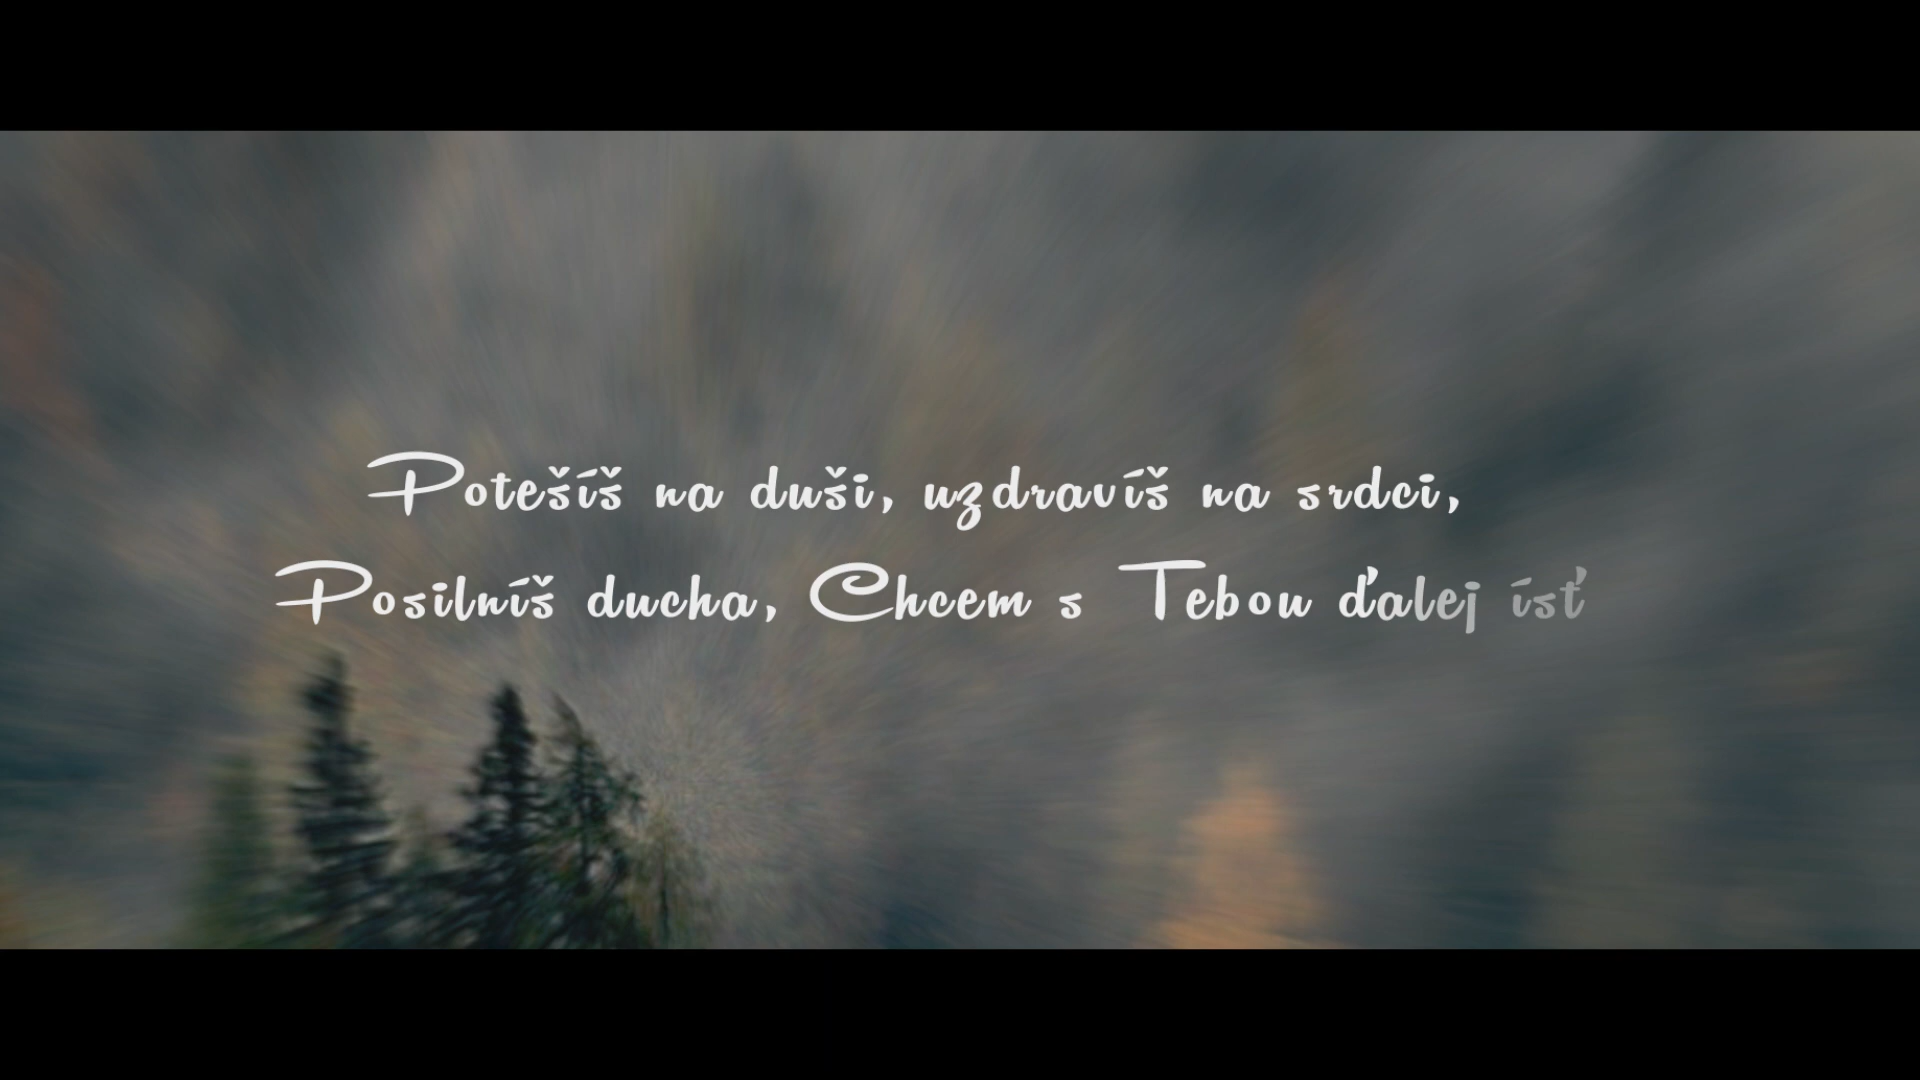 Potešíš na duši, uzdravíš na srdci,
Posilníš ducha, Chcem s Tebou ďalej ísť